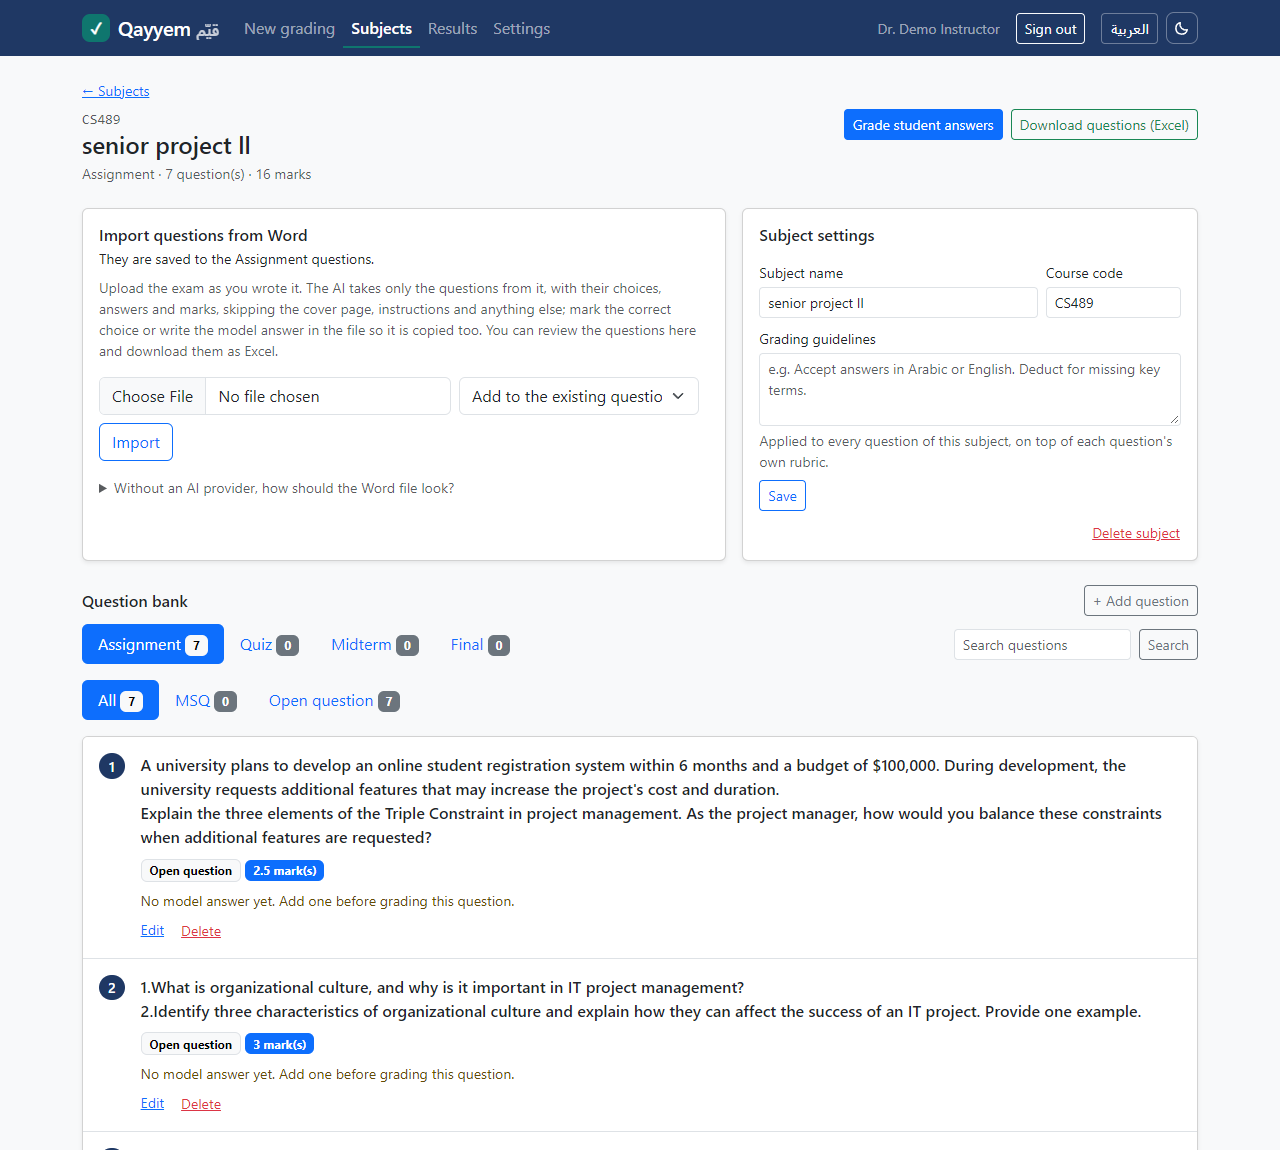 Qayyem قيّم
New grading
Subjects
Results
Settings
Dr. Demo Instructor
Sign out
العربية
← Subjects
CS489
senior project ll
Assignment · 7 question(s) · 16 marks
Grade student answers
Download questions (Excel)
Import questions from Word
They are saved to the Assignment questions.
Upload the exam as you wrote it. The AI takes only the questions from it, with their choices,
answers and marks, skipping the cover page, instructions and anything else; mark the correct
choice or write the model answer in the file so it is copied too. You can review the questions here
and download them as Excel.
Choose File No file chosen
Add to the existing questio
Import
Without an AI provider, how should the Word file look?
Subject settings
Subject name
Course code
senior project ll
CS489
Grading guidelines
e.g. Accept answers in Arabic or English. Deduct for missing key
terms.
Applied to every question of this subject, on top of each question's
own rubric.
Save
Delete subject
Question bank
+ Add question
Assignment 7
Quiz 0
Midterm 0
Final 0
Search questions
Search
All 7
MSQ 0
Open question 7
1
A university plans to develop an online student registration system within 6 months and a budget of $100,000. During development, the
university requests additional features that may increase the project's cost and duration.
Explain the three elements of the Triple Constraint in project management. As the project manager, how would you balance these constraints
when additional features are requested?
Open question 2.5 mark(s)
No model answer yet. Add one before grading this question.
Edit Delete
2
1.What is organizational culture, and why is it important in IT project management?
2.Identify three characteristics of organizational culture and explain how they can affect the success of an IT project. Provide one example.
Open question 3 mark(s)
No model answer yet. Add one before grading this question.
Edit Delete